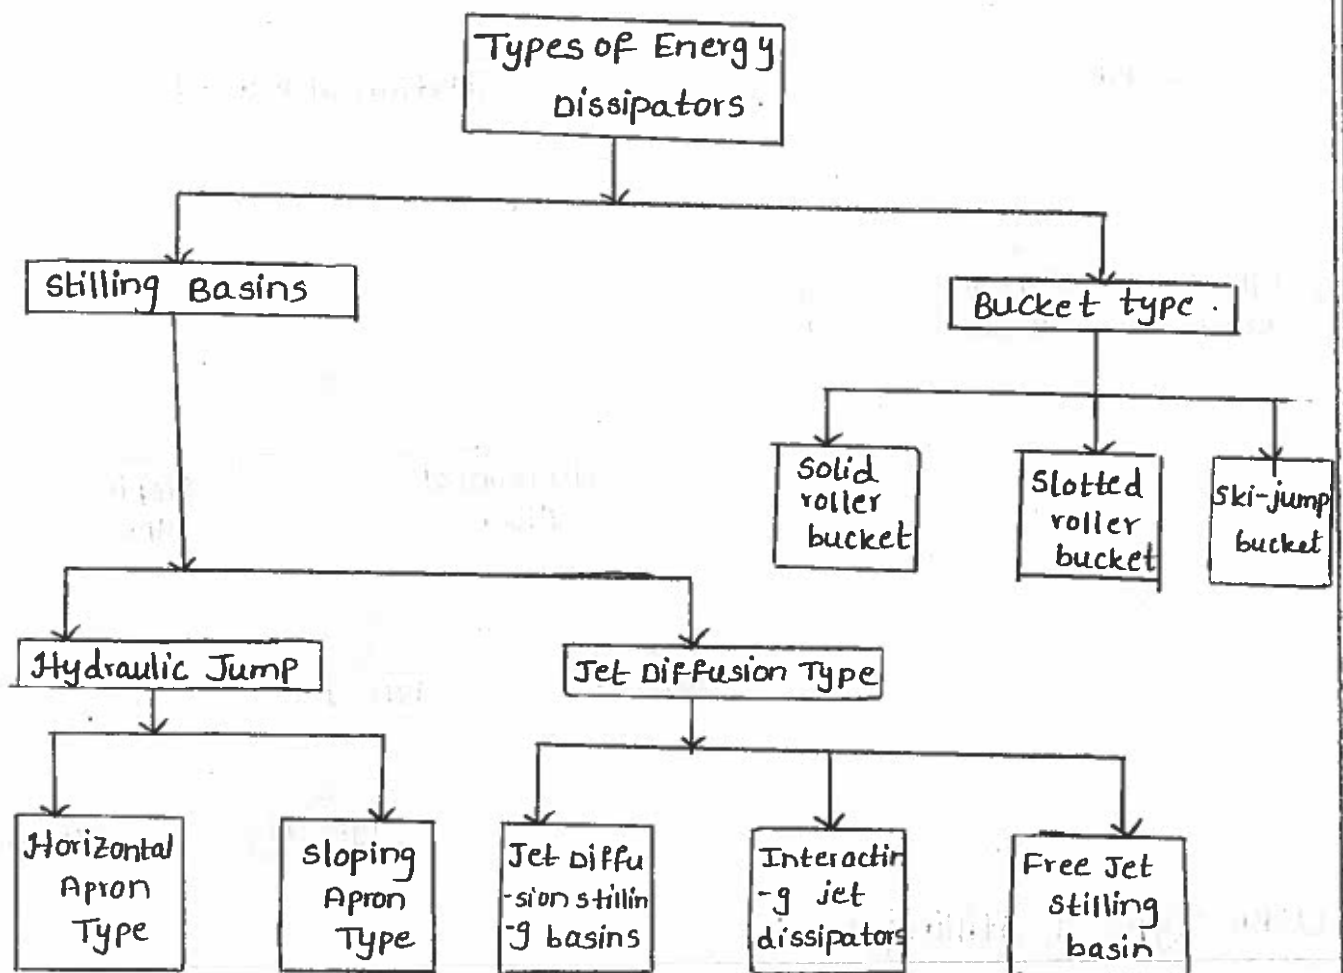 Types of Energy
Dissipators.
Stilling Basins
Bucket type.
Solid
roller
bucket
Slotted
roller
bucket
Ski-jump
bucket
Hydraulic Jump
Jet Diffusion Type
Horizontal
Apron
Type
Sloping
Apron
Type
Jet Diffu
-sion stillin
-g basins
Interactin
-g jet
dissipators
Free Jet
stilling
basin